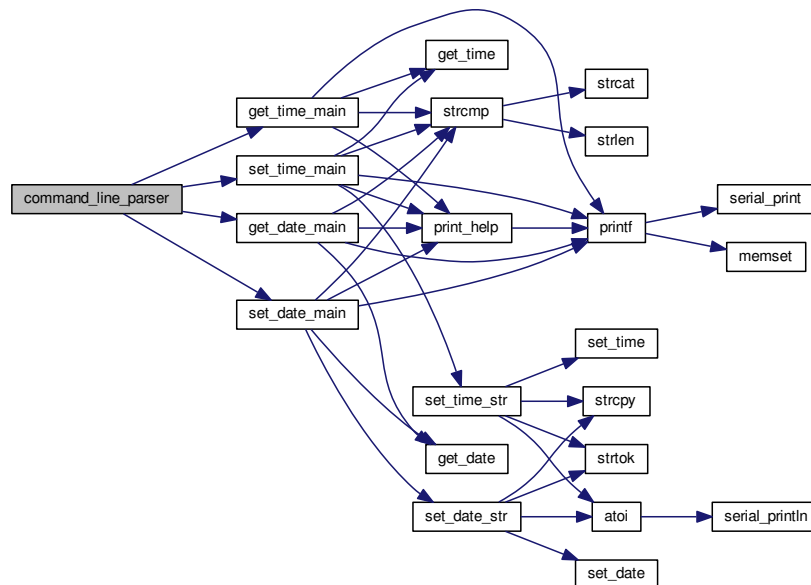 get_time
strcat
get_time_main
strcmp
strlen
set_time_main
command_line_parser
serial_print
get_date_main
print_help
printf
memset
set_date_main
set_time
set_time_str
strcpy
get_date
strtok
set_date_str
atoi
serial_println
set_date